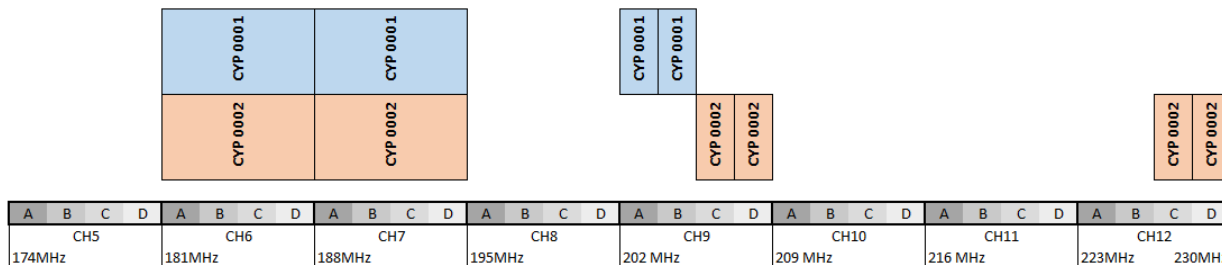 CYP 0001 CYP 0001 CYP 0001 CYP 0001
CYP 0002 CYP 0002 CYP 0002 CYP 0002 CYP 0002 CYP 0002
A B C D A B C D A B C D A B C D A B C D A B C D A B C D A B C D
CH5 CH6 CH7 CH8 CH9 CH10 CH11 CH12
174MHz 181MHz 188MHz 195MHz 202 MHz 209 MHz 216 MHz 223MHz 230MHz